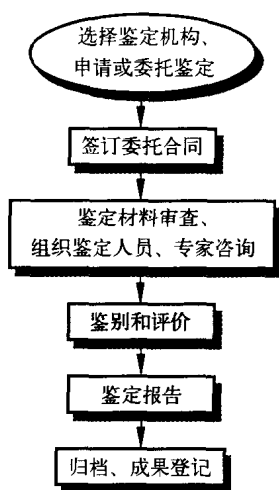 选择鉴定机构、
申请或委托鉴定
签订委托合同
鉴定材料审查、
组织鉴定人员、专家咨询
鉴别和评价
鉴定报告
归档、成果登记